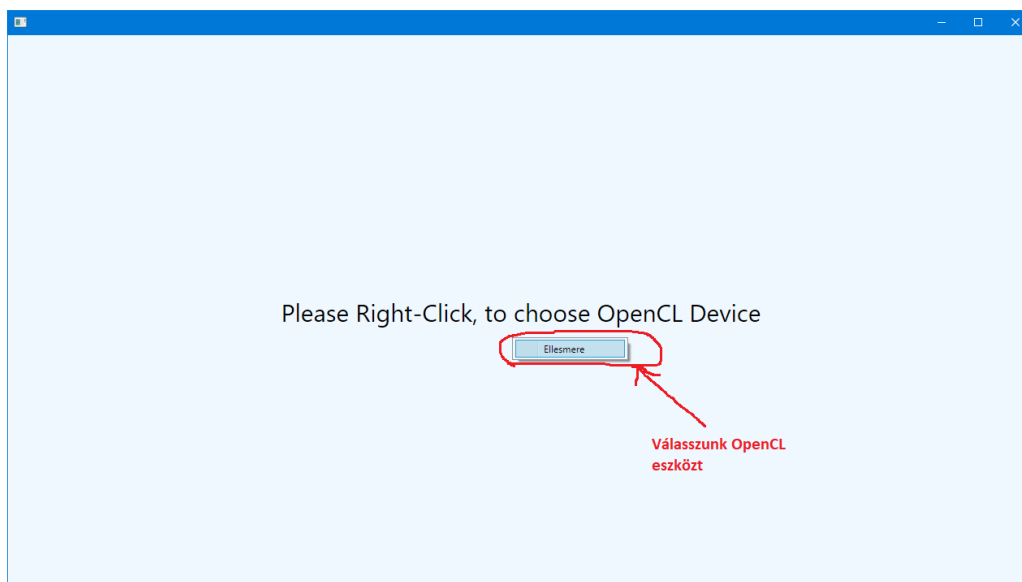 Please Right-Click, to choose OpenCL Device
Ellesmere
Válasszunk OpenCL
eszközt